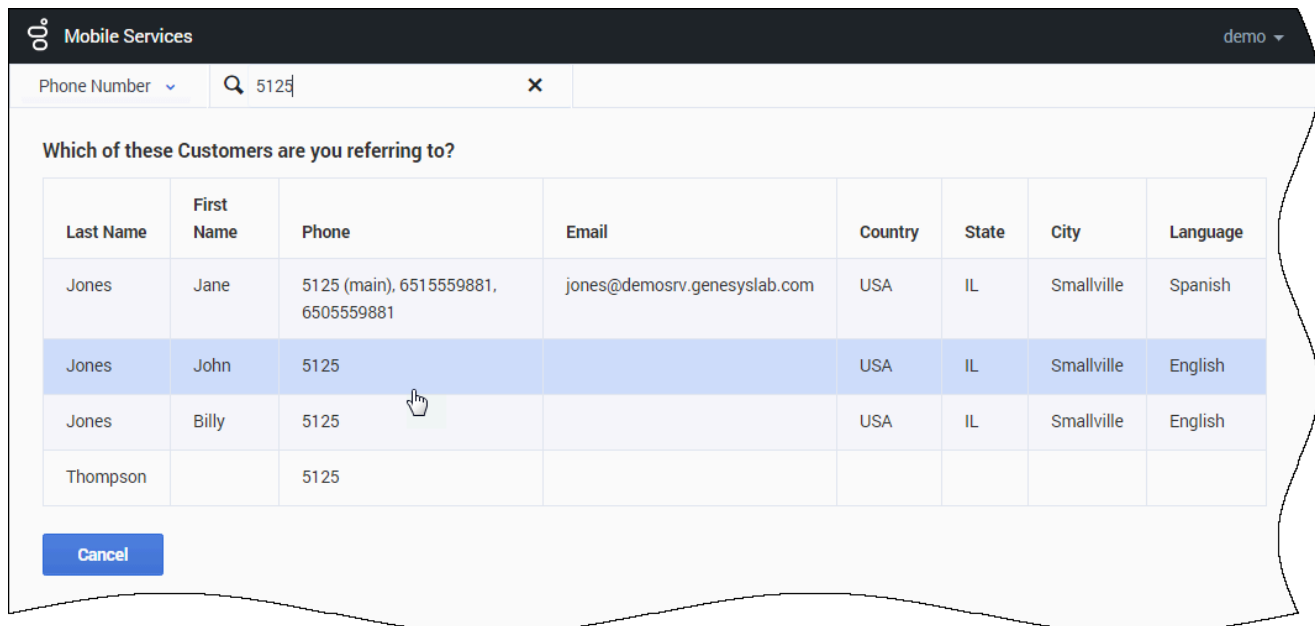 Mobile Services demo
Phone Number 5125
Which of these Customers are you referring to?
Last Name First Name Phone Email Country State City Language
Jones Jane 5125 (main), 6515559881, jones@demosrv.genesyslab.com USA IL Smallville Spanish
6505559881
Jones John 5125 USA IL Smallville English
Jones Billy 5125 USA IL Smallville English
Thompson 5125
Cancel